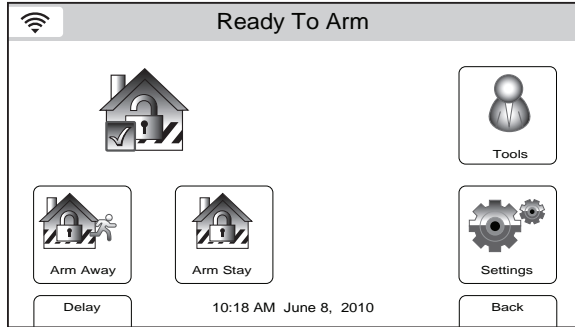 Ready To Arm
Tools
Arm Away
Arm Stay
Settings
Delay
10:18 AM June 8, 2010
Back